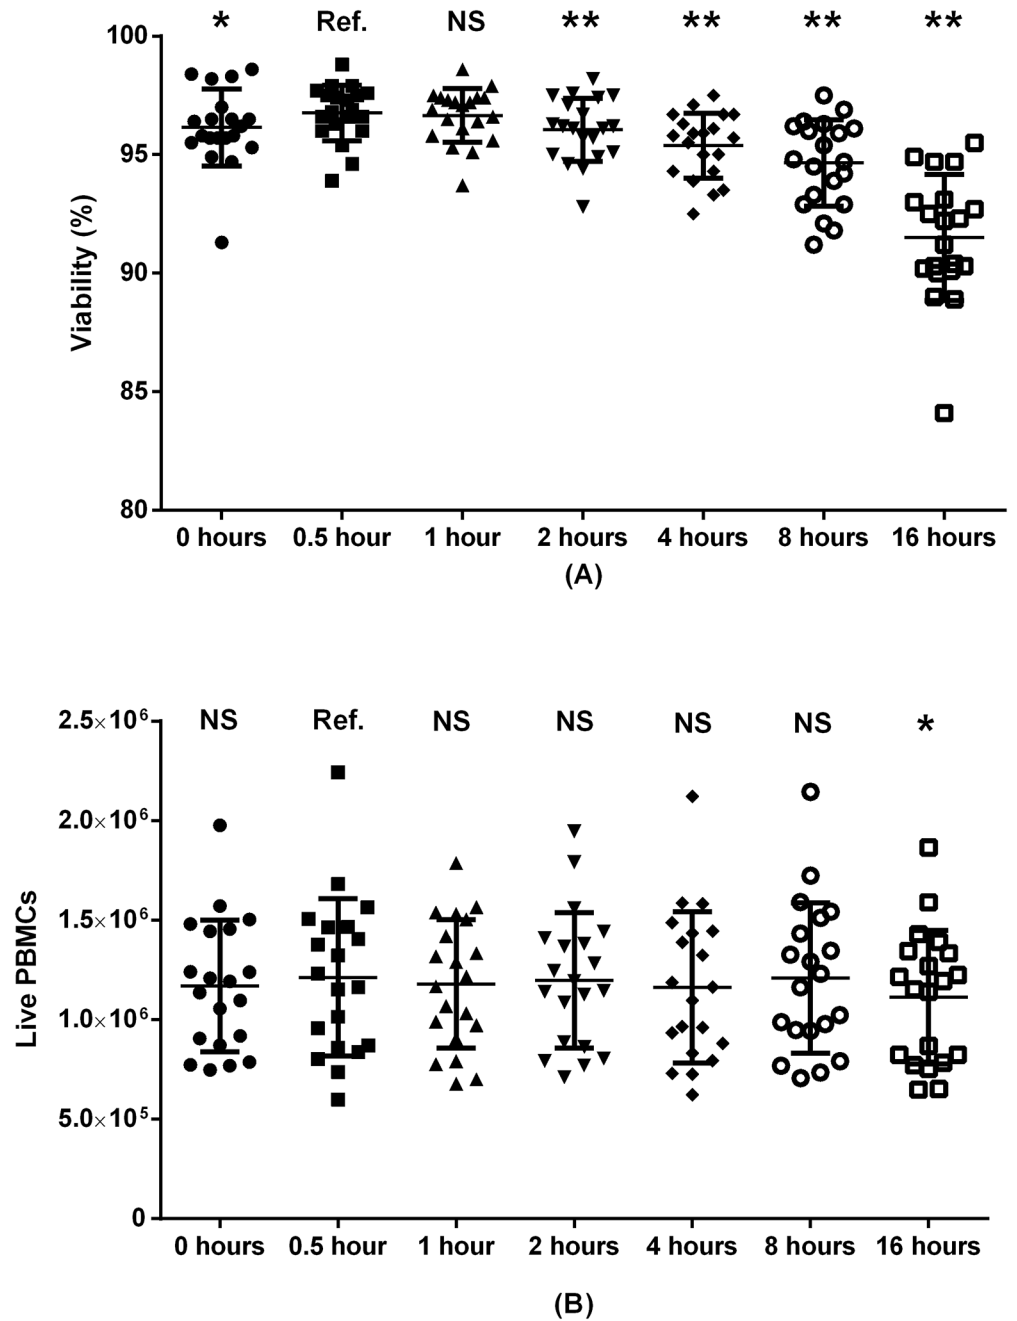 * Ref. NS ** ** ** **
100
95
90
85
80
Viability (%)
0 hours 0.5 hour 1 hour 2 hours 4 hours 8 hours 16 hours
(A)
NS Ref. NS NS NS NS *
2.5×10⁶
2.0×10⁶
1.5×10⁶
1.0×10⁶
5.0×10⁵
0
Live PBMCs
0 hours 0.5 hour 1 hour 2 hours 4 hours 8 hours 16 hours
(B)